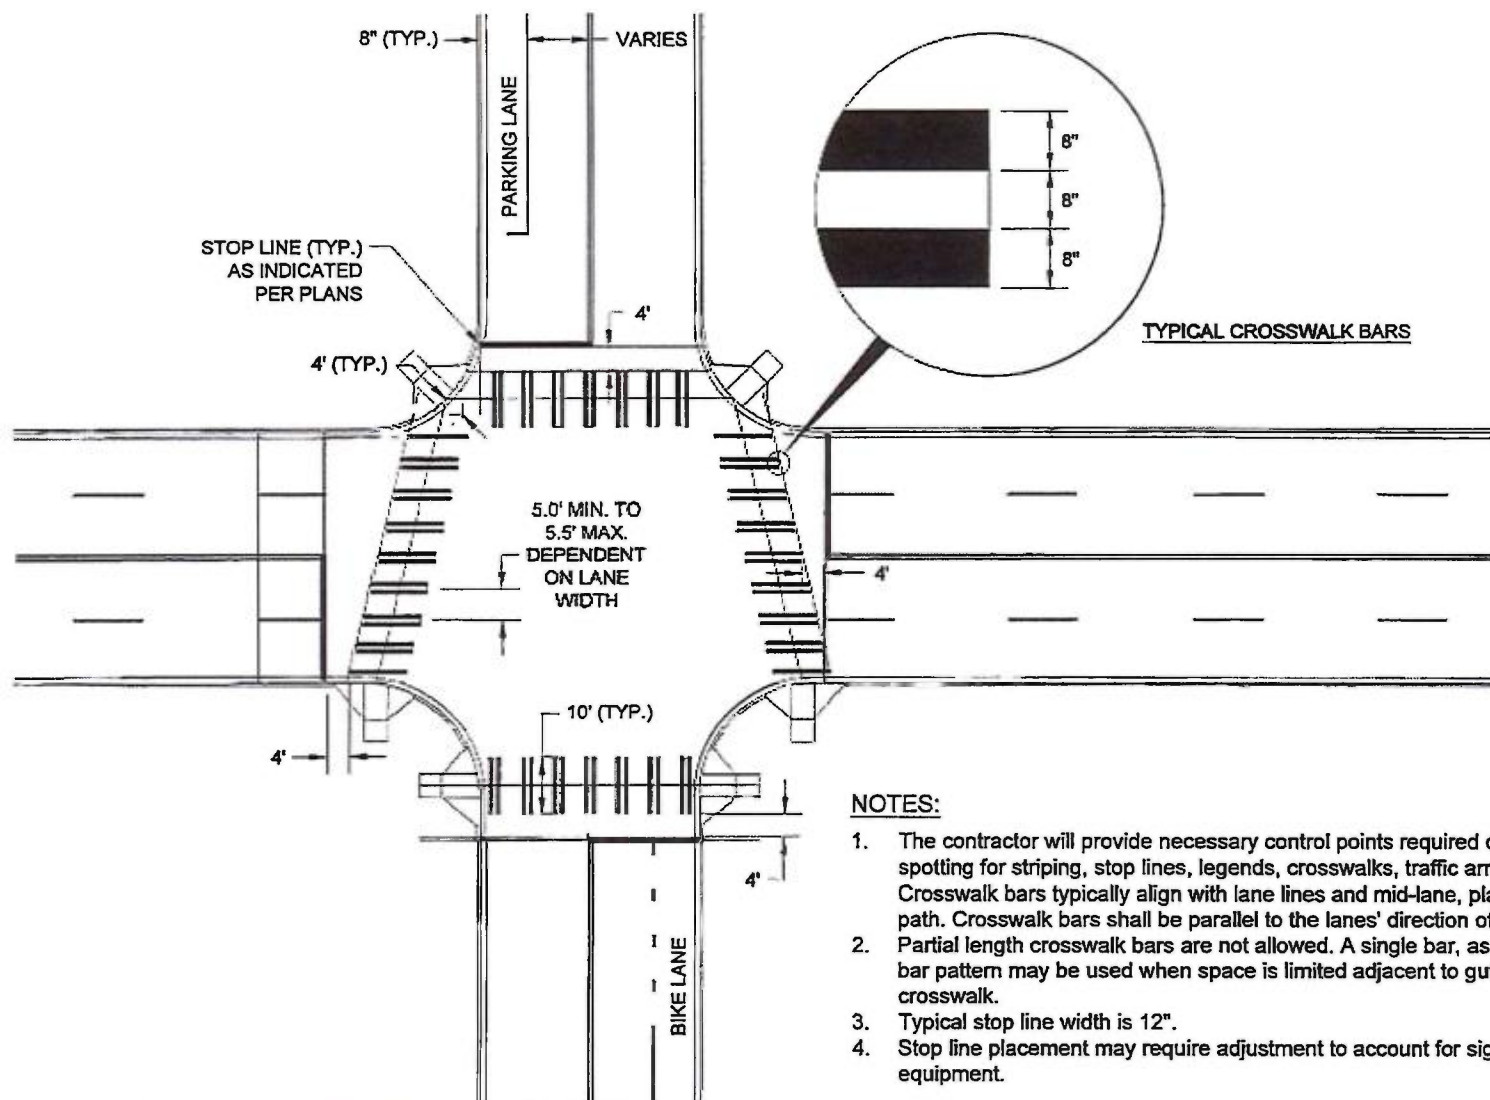 8" (TYP.)
VARIES
PARKING LANE
8"
8"
8"
STOP LINE (TYP.)
AS INDICATED
PER PLANS
4'
TYPICAL CROSSWALK BARS
4' (TYP.)
5.0' MIN. TO
5.5' MAX.
DEPENDENT
ON LANE
WIDTH
4'
10' (TYP.)
4'
4'
BIKE LANE
NOTES:
1. The contractor will provide necessary control points required
spotting for striping, stop lines, legends, crosswalks, traffic
Crosswalk bars typically align with lane lines and mid-lane,
path. Crosswalk bars shall be parallel to the lanes' direction
2. Partial length crosswalk bars are not allowed. A single bar, as
bar pattern may be used when space is limited adjacent to
crosswalk.
3. Typical stop line width is 12".
4. Stop line placement may require adjustment to account for
equipment.